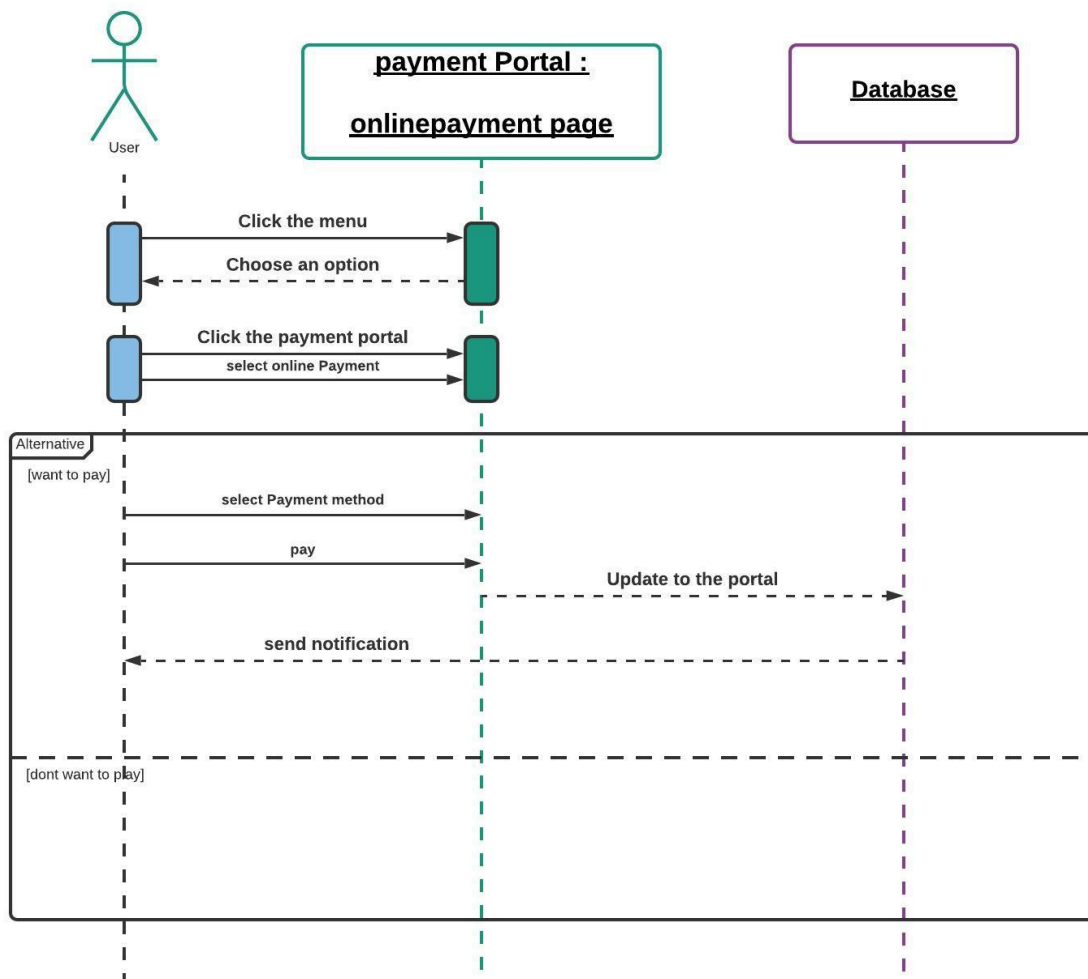 payment Portal :
onlinepayment page
Database
User
Click the menu
Choose an option
Click the payment portal
select online Payment
Alternative
[want to pay]
select Payment method
pay
Update to the portal
send notification
[dont want to play]